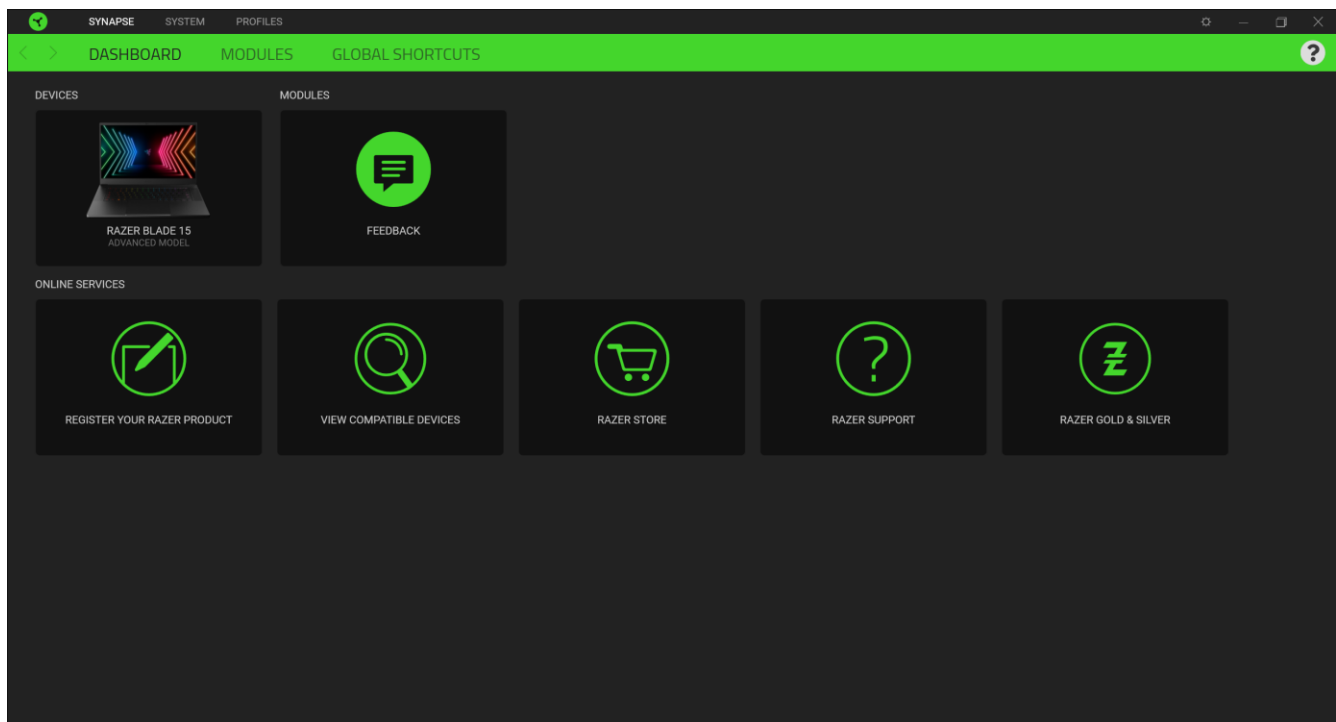 SYNAPSE SYSTEM PROFILES
DASHBOARD MODULES GLOBAL SHORTCUTS
?
DEVICES MODULES
RAZER BLADE 15
ADVANCED MODEL
FEEDBACK
ONLINE SERVICES
REGISTER YOUR RAZER PRODUCT
VIEW COMPATIBLE DEVICES
RAZER STORE
?
RAZER SUPPORT
RAZER GOLD & SILVER